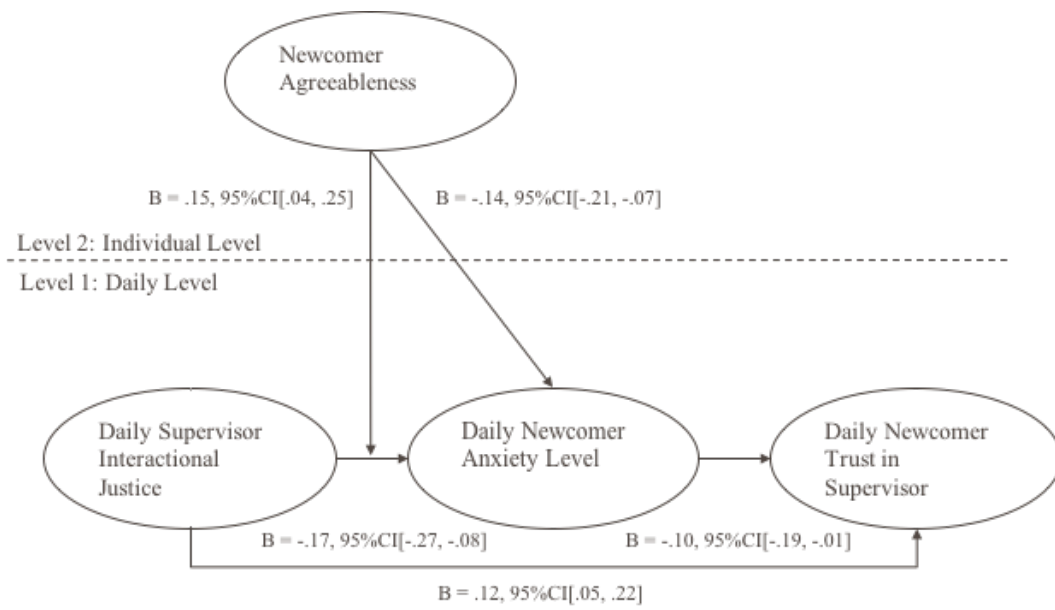 Newcomer
Agreeableness
B = .15, 95%CI[.04, .25]
B = -.14, 95%CI[-.21, -.07]
Level 2: Individual Level
Level 1: Daily Level
Daily Supervisor
Interactional
Justice
Daily Newcomer
Anxiety Level
Daily Newcomer
Trust in
Supervisor
B = -.17, 95%CI[-.27, -.08]
B = -.10, 95%CI[-.19, -.01]
B = .12, 95%CI[.05, .22]